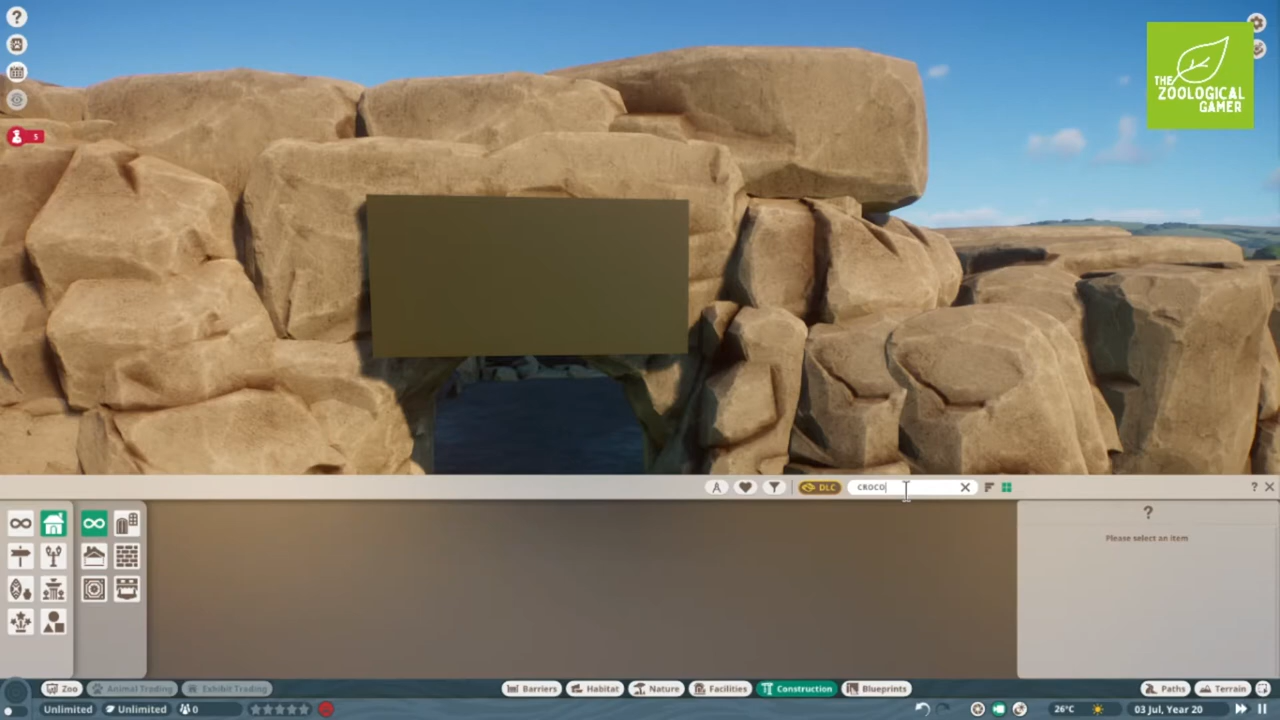 ?
THE
ZOOLOGICAL
GAMER
5
DLC
CROCO
?
?
Please select an item
Zoo
Animal Trading
Exhibit Trading
Barriers
Habitat
Nature
Facilities
Construction
Blueprints
Paths
Terrain
Unlimited
Unlimited
0
26°C
03 Jul, Year 20